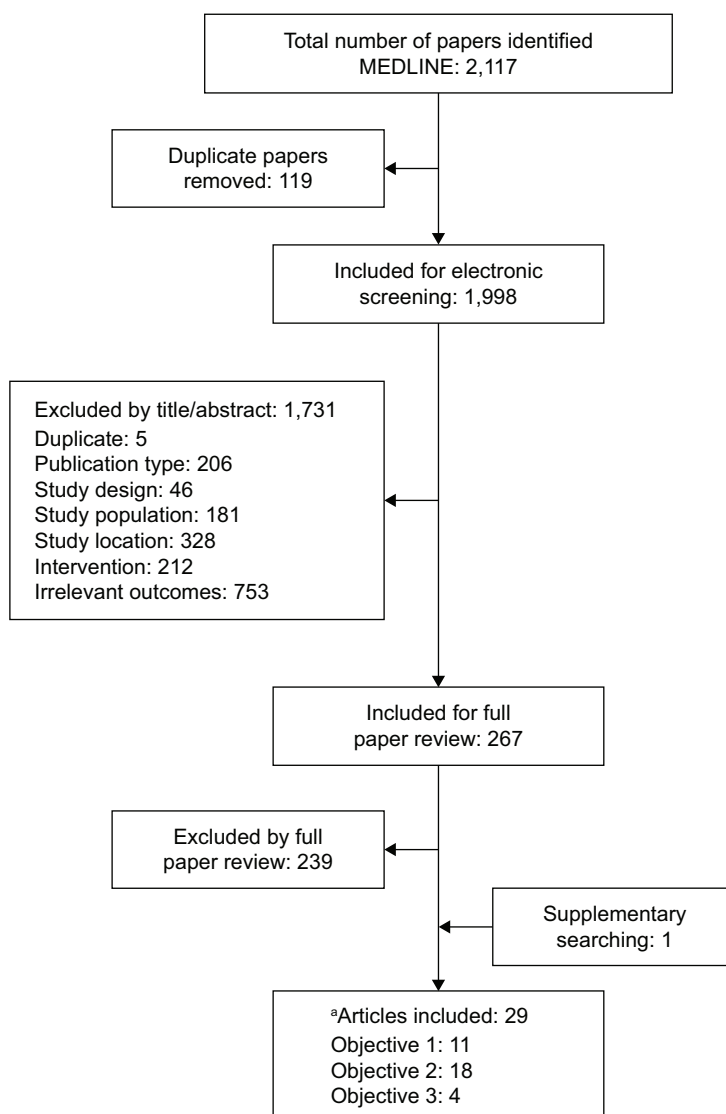 Total number of papers identified
MEDLINE: 2,117
Duplicate papers
removed: 119
Included for electronic
screening: 1,998
Excluded by title/abstract: 1,731
Duplicate: 5
Publication type: 206
Study design: 46
Study population: 181
Study location: 328
Intervention: 212
Irrelevant outcomes: 753
Included for full
paper review: 267
Excluded by full
paper review: 239
Supplementary
searching: 1
ᵃArticles included: 29
Objective 1: 11
Objective 2: 18
Objective 3: 4